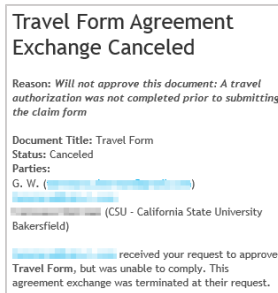 Travel Form Agreement
Exchange Canceled
Reason: Will not approve this document: A travel
authorization was not completed prior to submitting
the claim form
Document Title: Travel Form
Status: Canceled
Parties:
G. W. ( )
(CSU - California State University
Bakersfield)
received your request to approve
Travel Form, but was unable to comply. This
agreement exchange was terminated at their request.